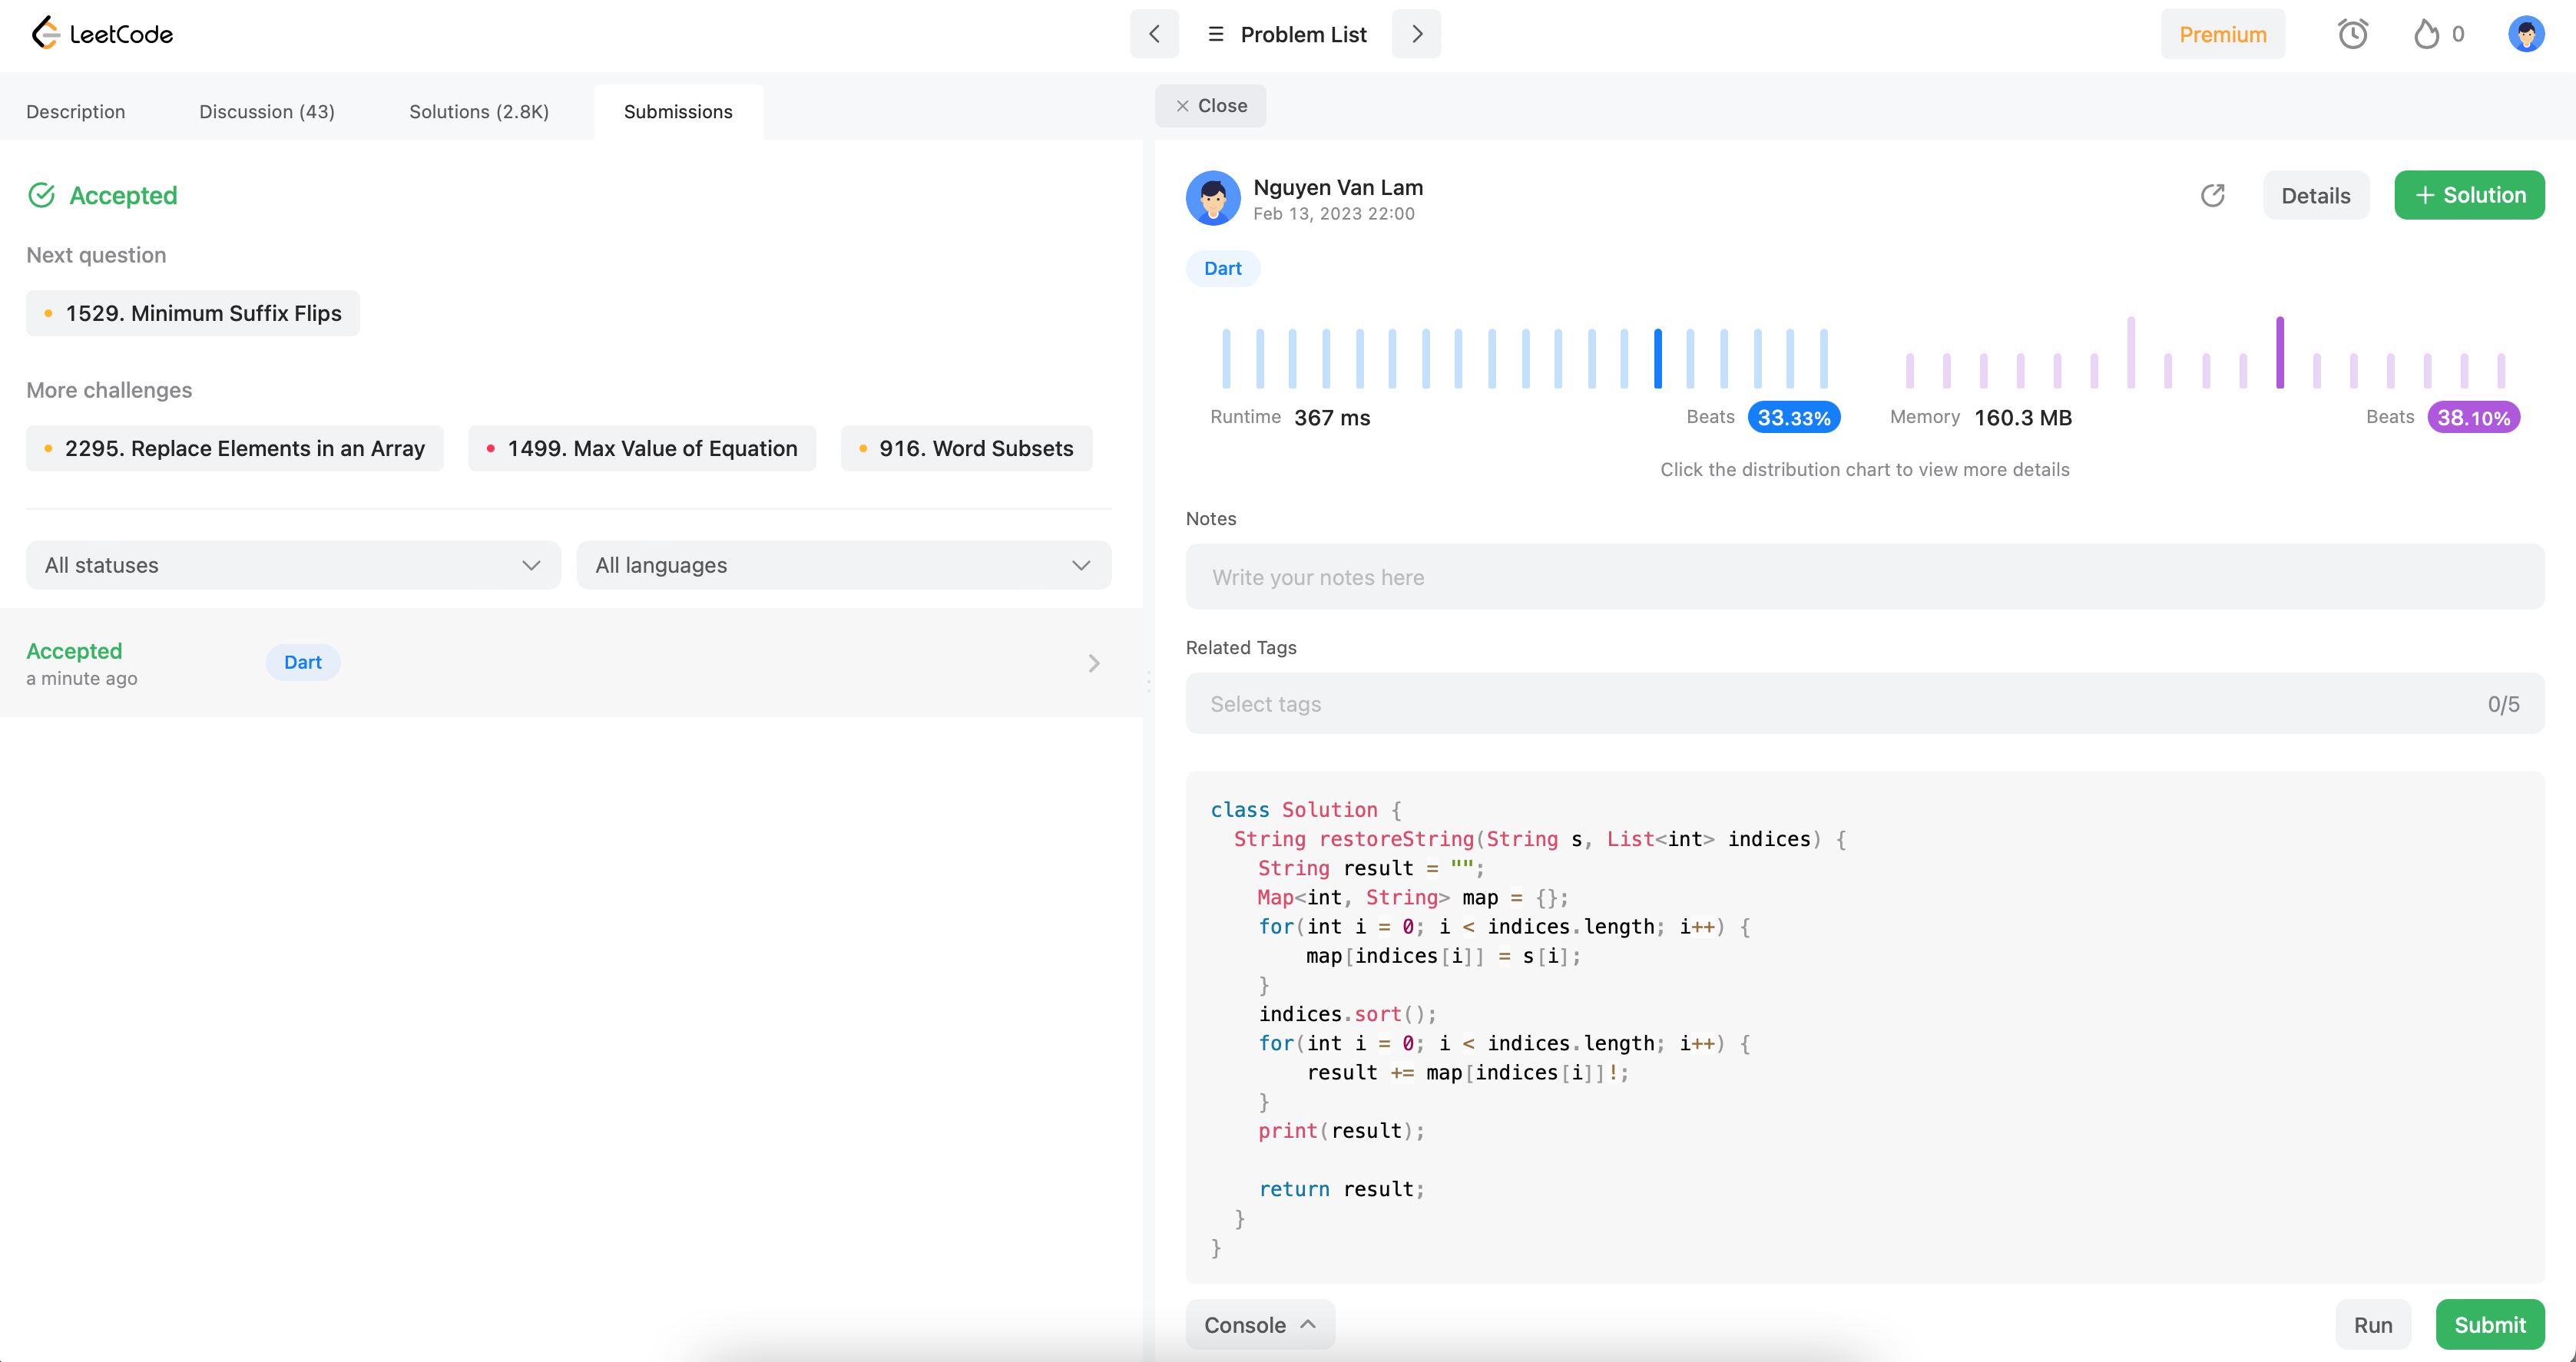 LeetCode
Problem List
Premium
0
Description
Discussion (43)
Solutions (2.8K)
Submissions
Close
Accepted
Next question
1529. Minimum Suffix Flips
More challenges
2295. Replace Elements in an Array
1499. Max Value of Equation
916. Word Subsets
All statuses
All languages
Accepted
a minute ago
Dart
Nguyen Van Lam
Feb 13, 2023 22:00
Details
+ Solution
Dart
Runtime 367 ms
Beats 33.33%
Memory 160.3 MB
Beats 38.10%
Click the distribution chart to view more details
Notes
Write your notes here
Related Tags
Select tags
0/5
class Solution {
  String restoreString(String s, List<int> indices) {
    String result = "";
    Map<int, String> map = {};
    for(int i = 0; i < indices.length; i++) {
        map[indices[i]] = s[i];
    }
    indices.sort();
    for(int i = 0; i < indices.length; i++) {
        result += map[indices[i]]!;
    }
    print(result);
    return result;
  }
}
Console
Run
Submit